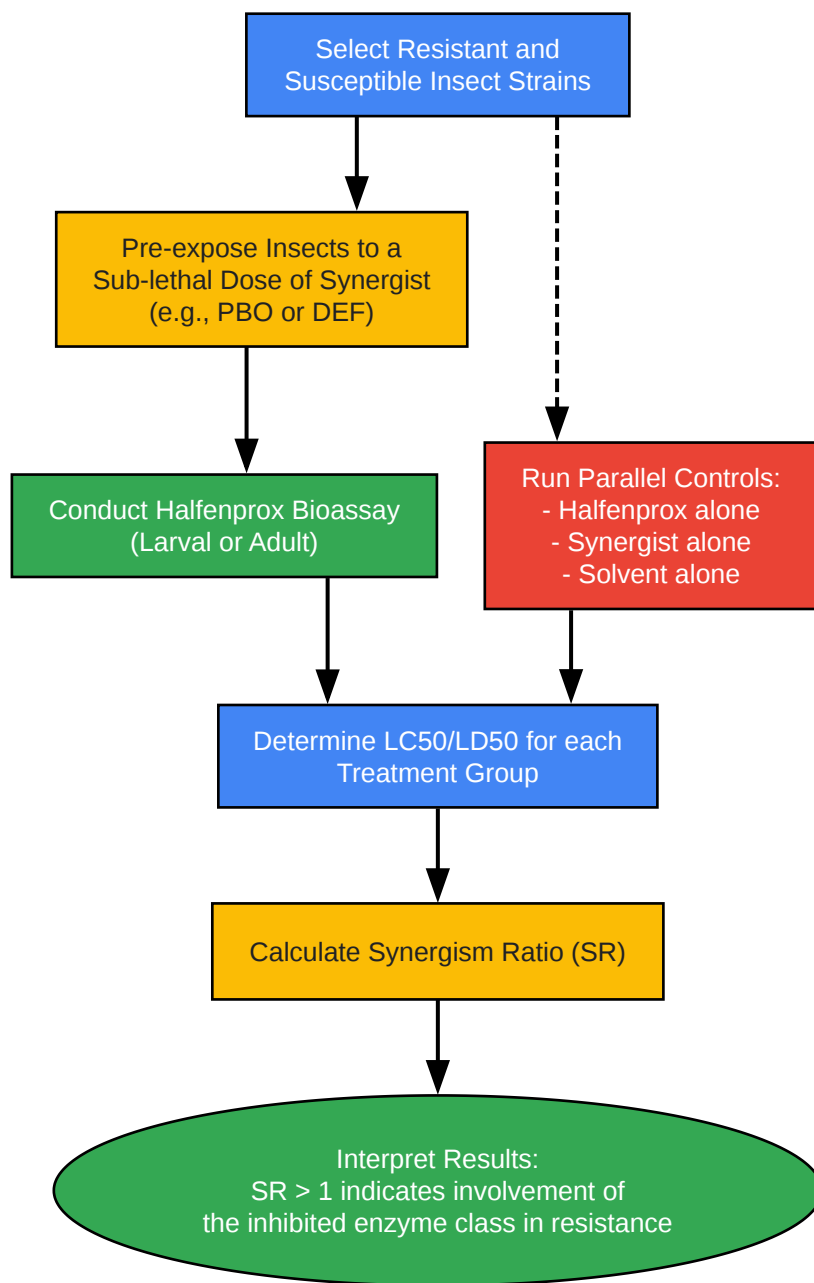 Select Resistant and
Susceptible Insect Strains
Pre-expose Insects to a
Sub-lethal Dose of Synergist
(e.g., PBO or DEF)
Conduct Halfenprox Bioassay
(Larval or Adult)
Run Parallel Controls:
- Halfenprox alone
- Synergist alone
- Solvent alone
Determine LC50/LD50 for each
Treatment Group
Calculate Synergism Ratio (SR)
Interpret Results:
SR > 1 indicates involvement of
the inhibited enzyme class in resistance